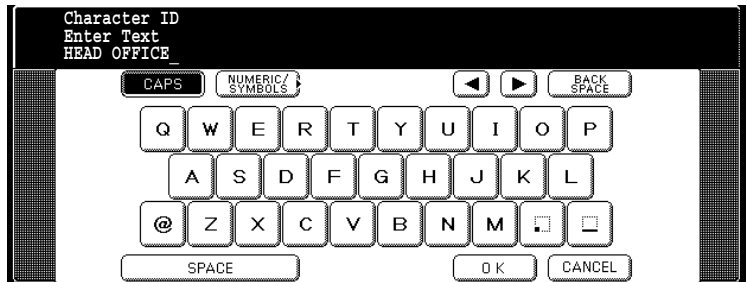 Character ID
Enter Text
HEAD OFFICE_
CAPS NUMERIC/ SYMBOLS ◀ ▶ BACK SPACE
Q W E R T Y U I O P
A S D F G H J K L
@ Z X C V B N M . _
SPACE OK CANCEL